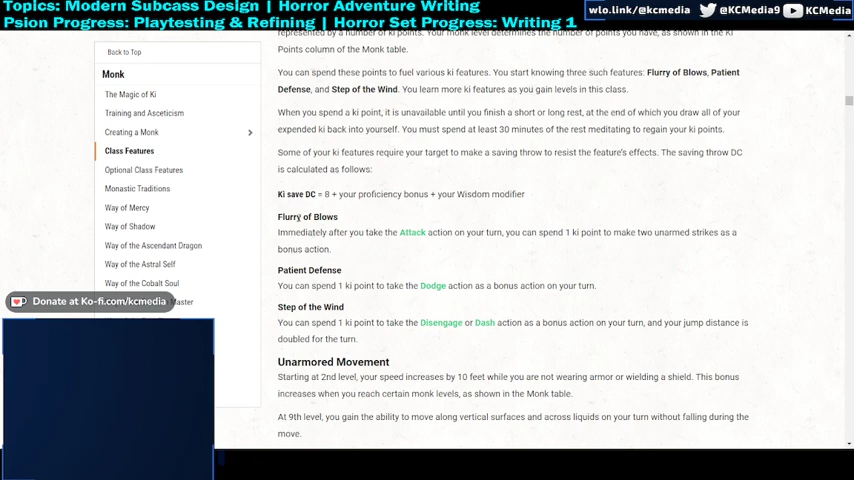 Topics: Modern Subcass Design | Horror Adventure Writing
Psion Progress: Playtesting & Refining | Horror Set Progress: Writing 1
wlo.link/@kcmedia @KCMedia9 KCMedia
Back to Top
Monk
The Magic of Ki
Training and Asceticism
Creating a Monk
Class Features
Optional Class Features
Monastic Traditions
Way of Mercy
Way of Shadow
Way of the Ascendant Dragon
Way of the Astral Self
Way of the Cobalt Soul
Master
Donate at Ko-fi.com/kcmedia
represented by a number of ki points. Your monk level determines the number of points you have, as shown in the Ki
Points column of the Monk table.
You can spend these points to fuel various ki features. You start knowing three such features: Flurry of Blows, Patient
Defense, and Step of the Wind. You learn more ki features as you gain levels in this class.
When you spend a ki point, it is unavailable until you finish a short or long rest, at the end of which you draw all of your
expended ki back into yourself. You must spend at least 30 minutes of the rest meditating to regain your ki points.
Some of your ki features require your target to make a saving throw to resist the feature's effects. The saving throw DC
is calculated as follows:
Ki save DC = 8 + your proficiency bonus + your Wisdom modifier
Flurry of Blows
Immediately after you take the Attack action on your turn, you can spend 1 ki point to make two unarmed strikes as a
bonus action.
Patient Defense
You can spend 1 ki point to take the Dodge action as a bonus action on your turn.
Step of the Wind
You can spend 1 ki point to take the Disengage or Dash action as a bonus action on your turn, and your jump distance is
doubled for the turn.
Unarmored Movement
Starting at 2nd level, your speed increases by 10 feet while you are not wearing armor or wielding a shield. This bonus
increases when you reach certain monk levels, as shown in the Monk table.
At 9th level, you gain the ability to move along vertical surfaces and across liquids on your turn without falling during the
move.